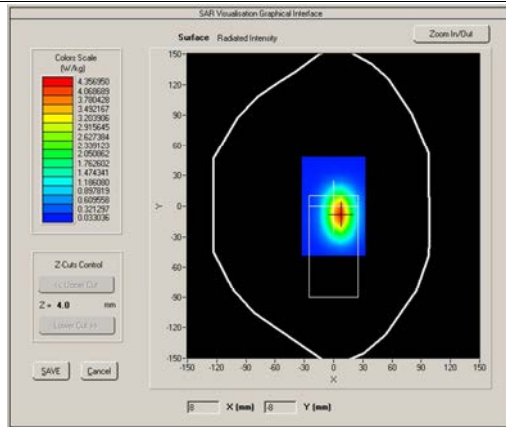 SAR Visualisation Graphical Interface
Surface Radiated Intensity
Zoom In/Out
Colors Scale
(W/kg)
4.356950
4.068689
3.780428
3.492167
3.203906
2.915645
2.627384
2.339123
2.050862
1.762602
1.474341
1.186080
0.897819
0.609558
0.321297
0.033036
150
120
90
60
30
0
-30
-60
-90
-120
-150
Y
-150 -120 -90 -60 -30 0 30 60 90 120 150
X
Z-Cuts Control
<< Upper Cut
Z = 4.0 mm
Lower Cut >>
SAVE Cancel
8 X (mm) -8 Y (mm)